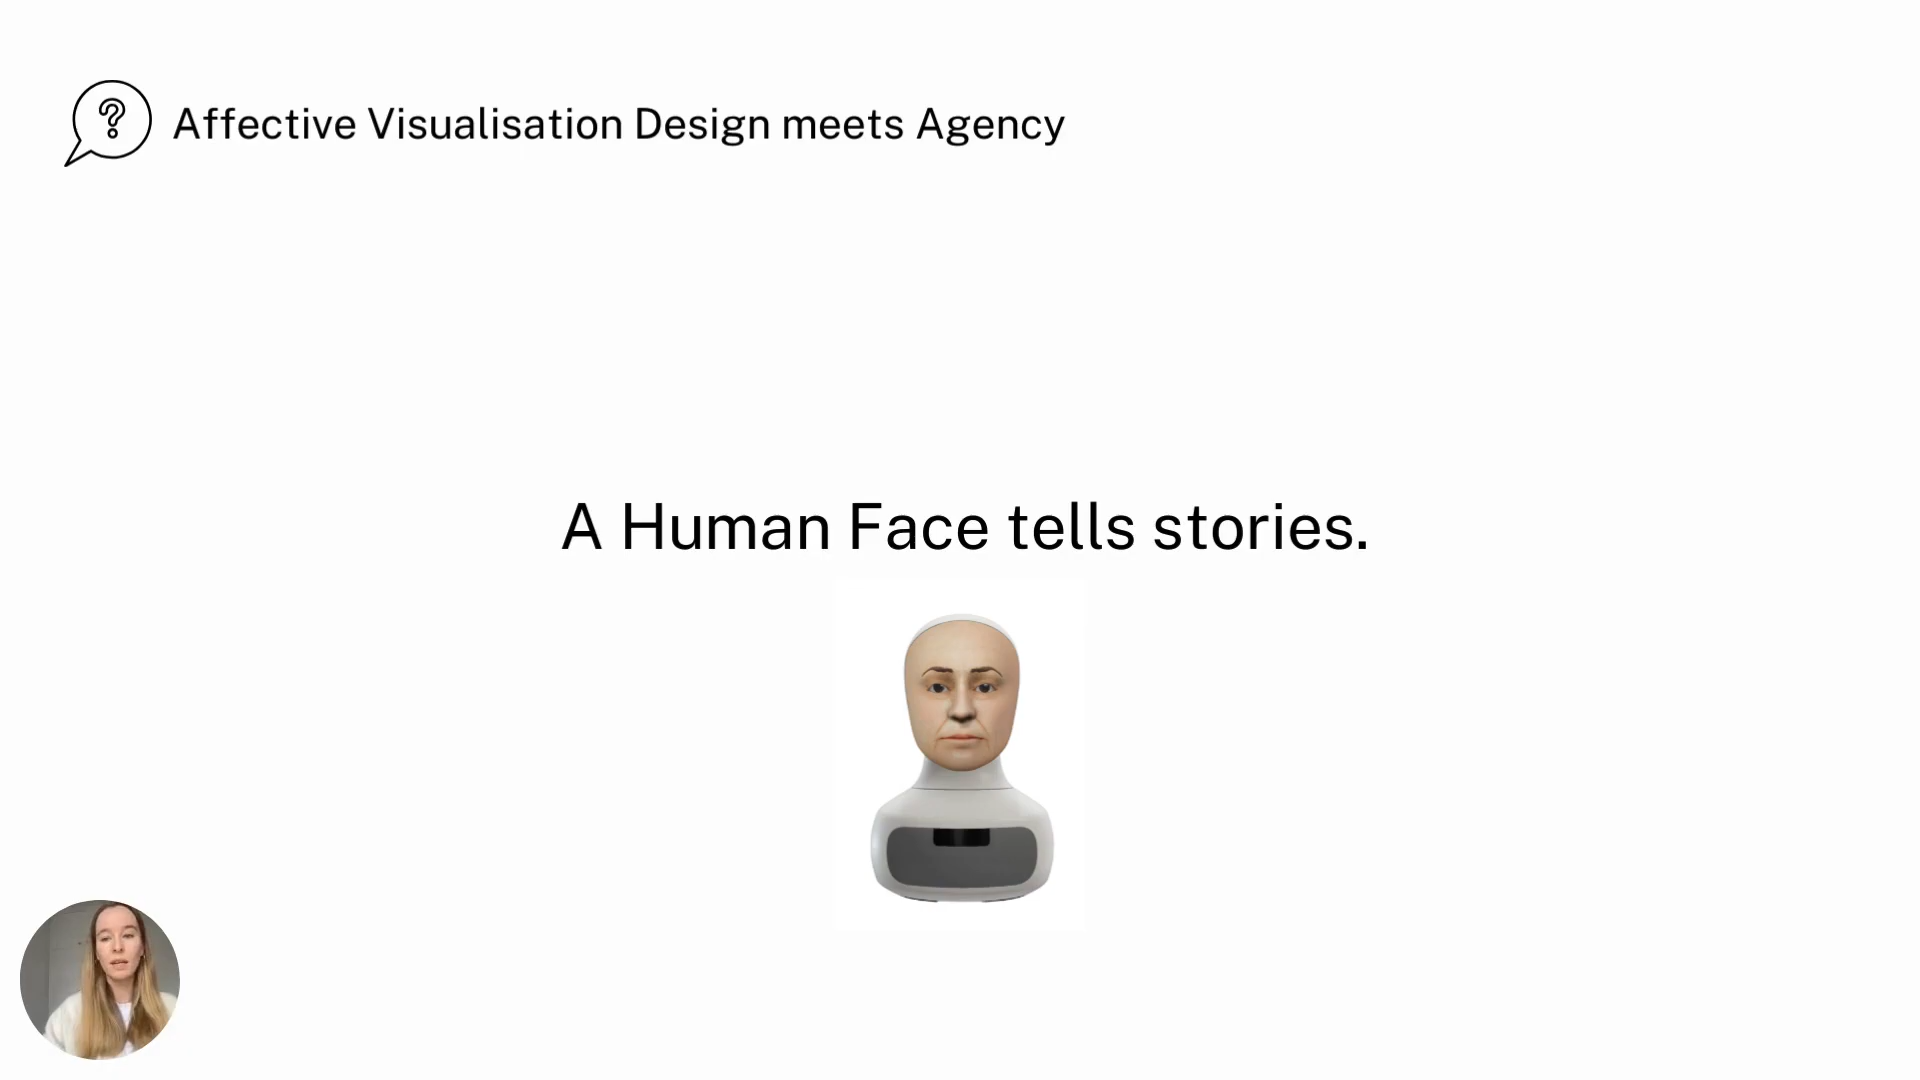 Affective Visualisation Design meets Agency
A Human Face tells stories.